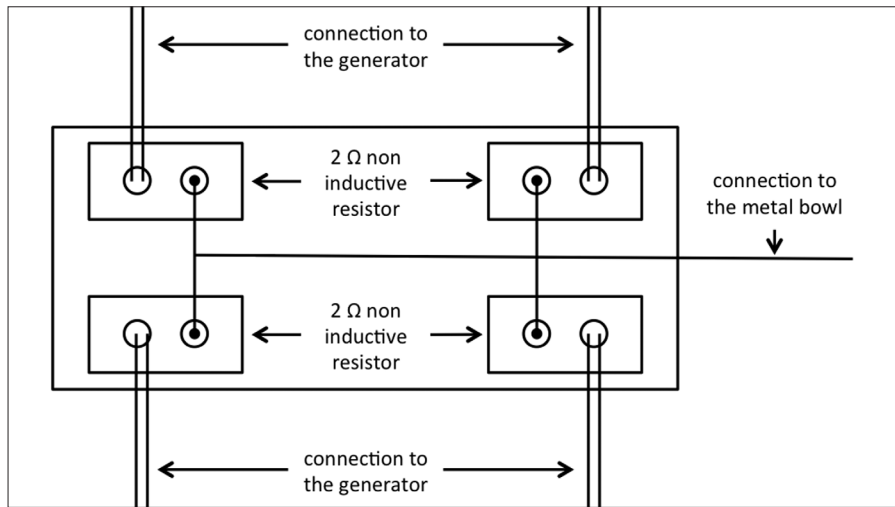 connection to
the generator
2 Ω non
inductive
resistor
connection to
the metal bowl
2 Ω non
inductive
resistor
connection to
the generator